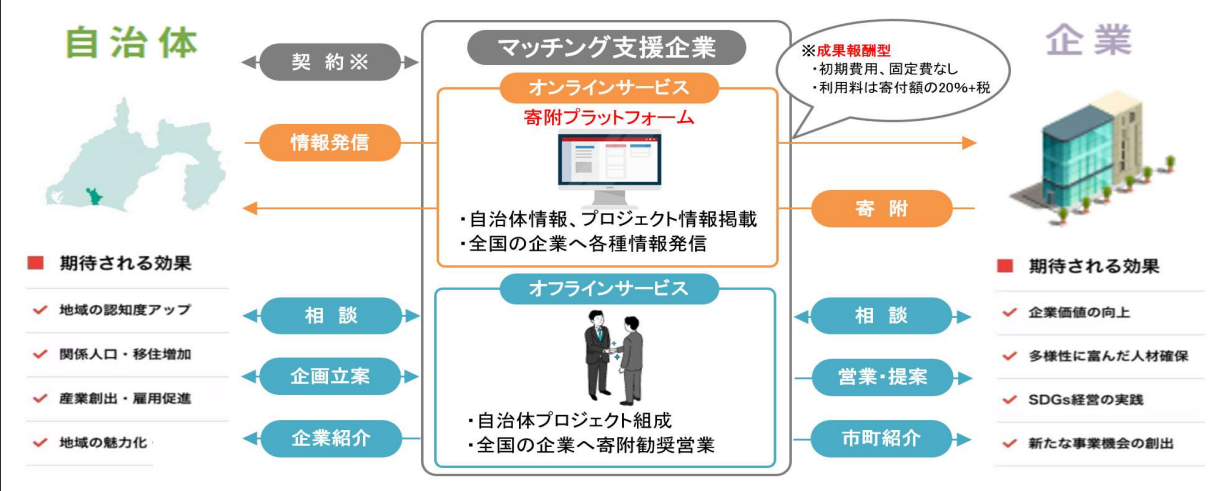 自治体
契 約※
マッチング支援企業
※成果報酬型
・初期費用、固定費なし
・利用料は寄付額の20%+税
企業
オンラインサービス
寄附プラットフォーム
情報発信
寄 附
・自治体情報、プロジェクト情報掲載
・全国の企業へ各種情報発信
期待される効果
地域の認知度アップ
関係人口・移住増加
産業創出・雇用促進
地域の魅力化
相 談
企画立案
企業紹介
オフラインサービス
・自治体プロジェクト組成
・全国の企業へ寄附勧奨営業
相 談
営業・提案
市町紹介
期待される効果
企業価値の向上
多様性に富んだ人材確保
SDGs経営の実践
新たな事業機会の創出